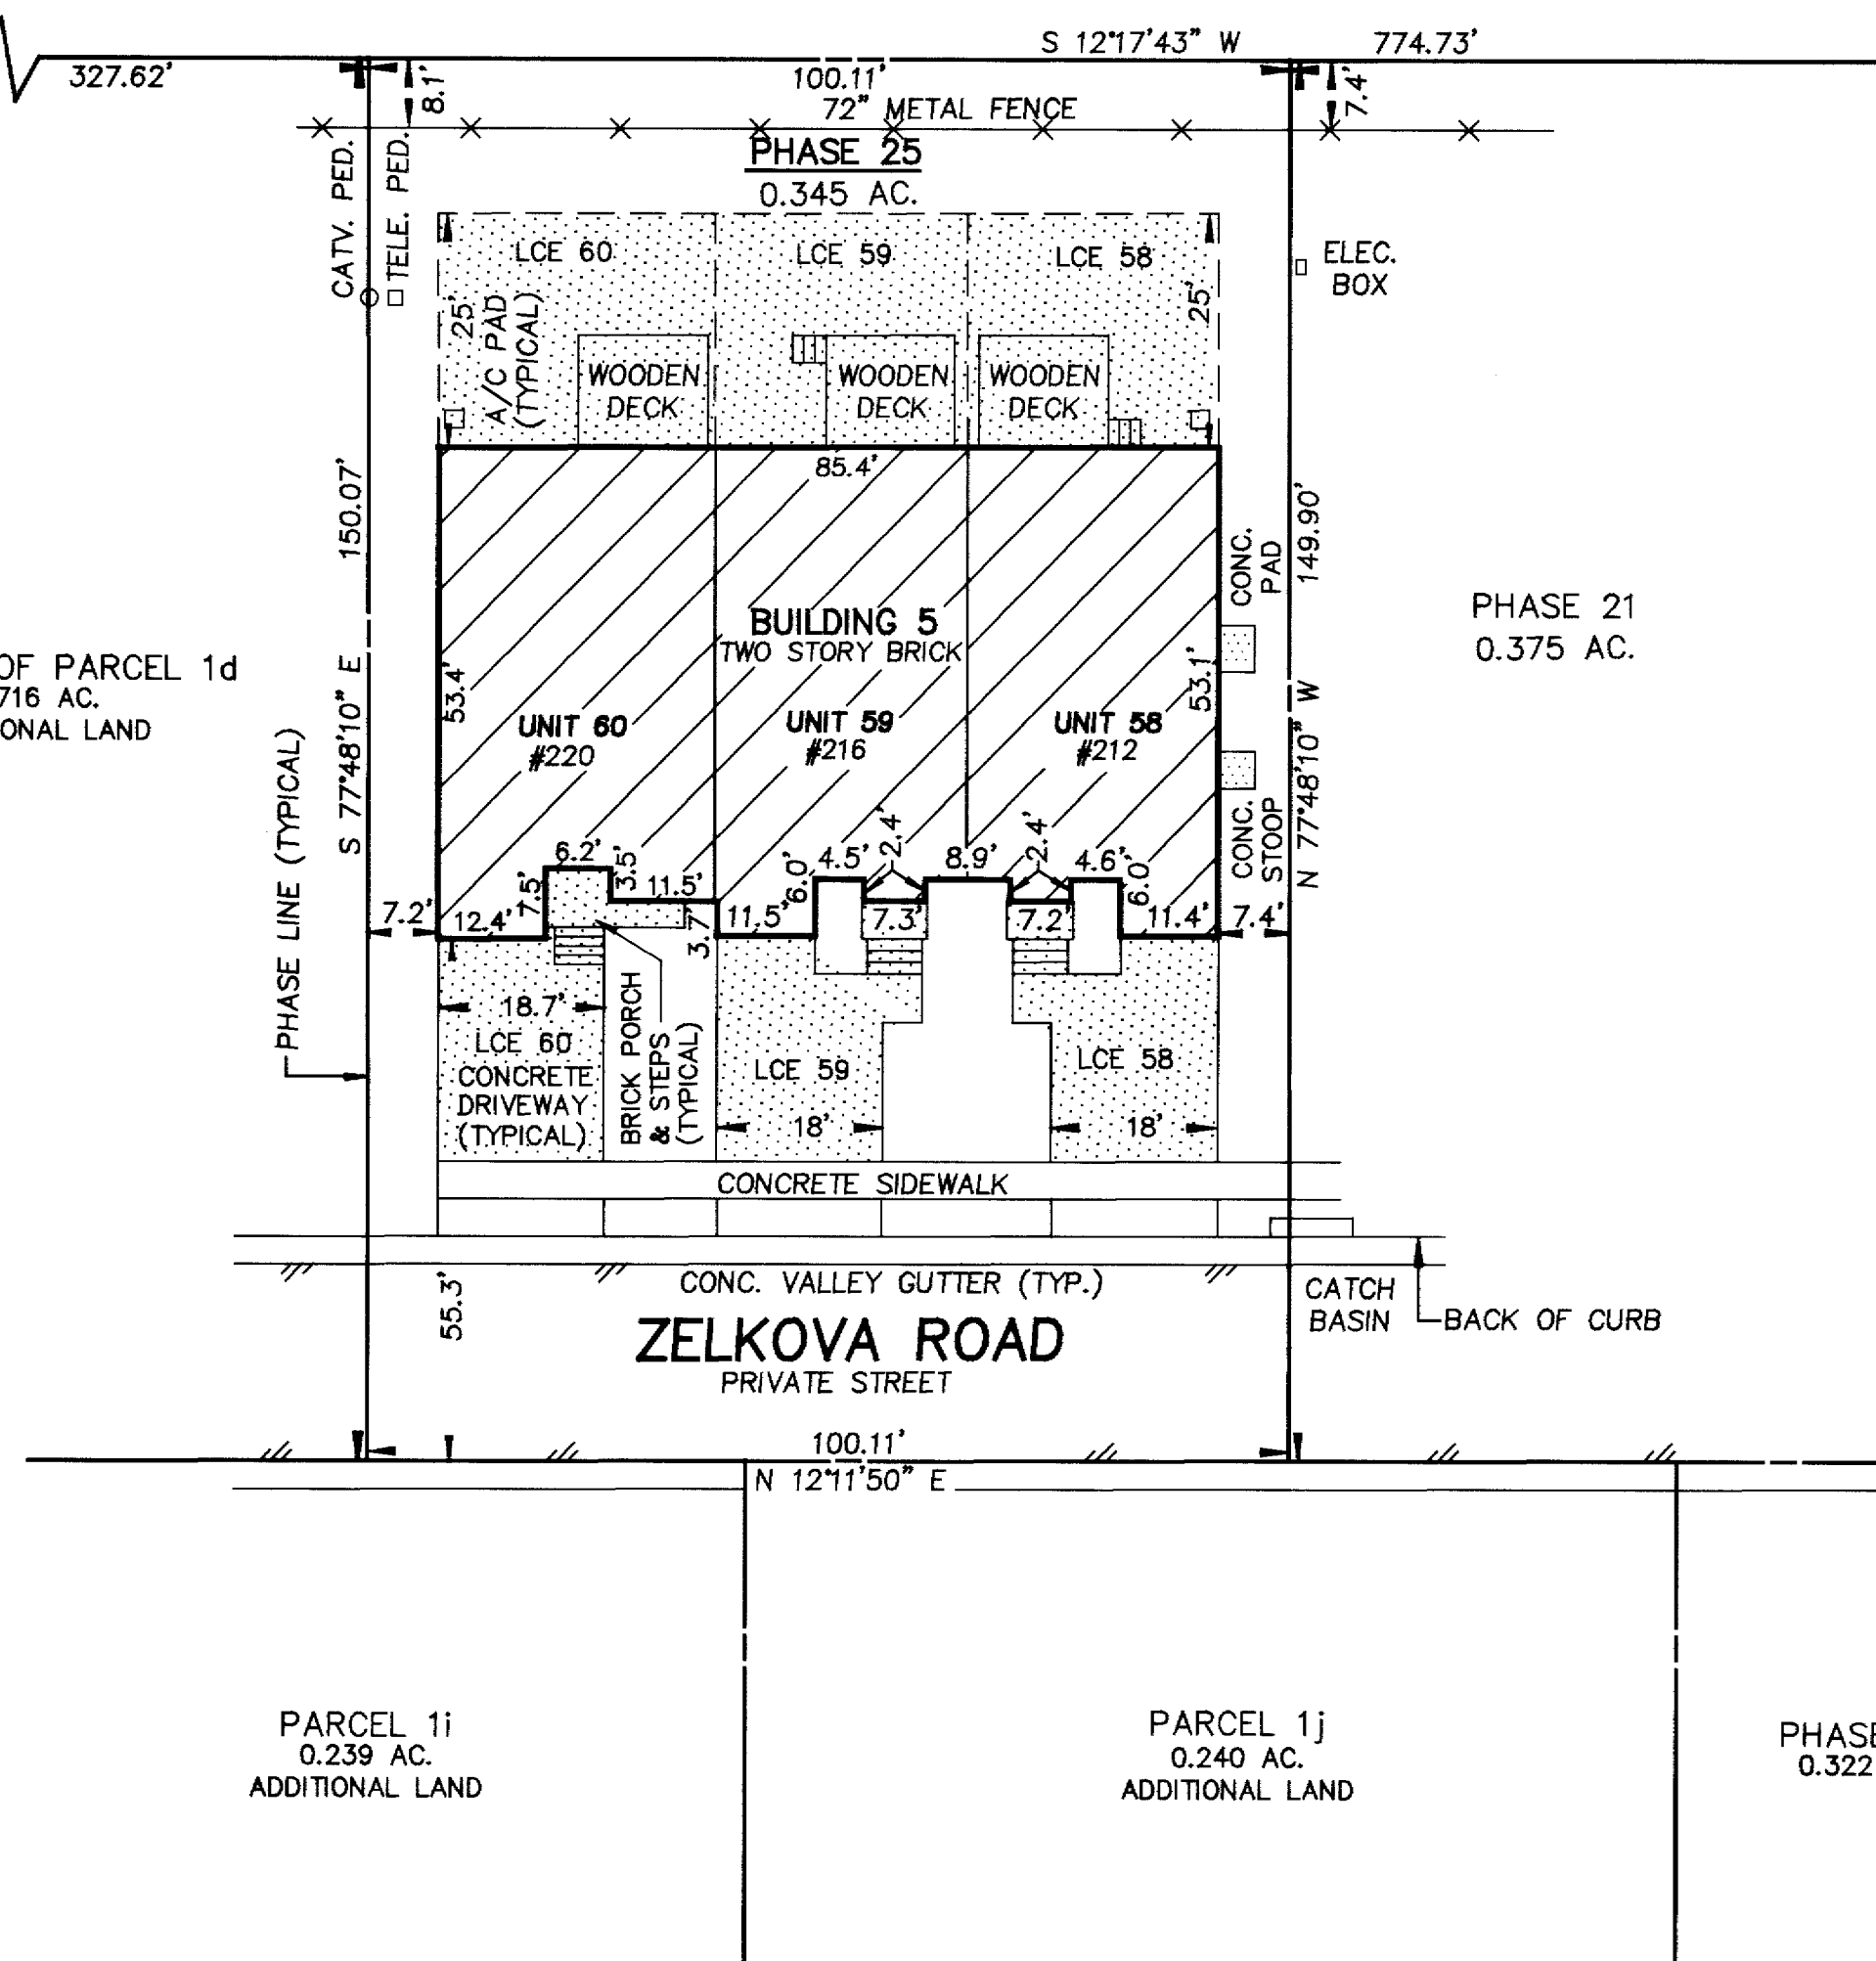 S 12°17'43" W 774.73'
327.62'
8.1'
100.11'
7.4'
72" METAL FENCE
PHASE 25
0.345 AC.
CATV. PED.
TELE. PED.
LCE 60
LCE 59
LCE 58
ELEC.
BOX
25'
A/C PAD
(TYPICAL)
25'
WOODEN
DECK
WOODEN
DECK
WOODEN
DECK
85.4'
S 77°48'10" E 150.07'
N 77°48'10" W 149.90'
CONC.
PAD
PHASE 21
0.375 AC.
BUILDING 5
TWO STORY BRICK
OF PARCEL 1d
716 AC.
ONAL LAND
53.4'
53.1'
UNIT 60
#220
UNIT 59
#216
UNIT 58
#212
PHASE LINE (TYPICAL)
CONC.
STOOP
6.2'
3.5'
7.5'
11.5'
12.4'
7.2'
3.7'
11.5'
6.0'
4.5'
2.4'
8.9'
2.4'
4.6'
6.0'
7.3'
7.2'
11.4'
7.4'
18.7'
LCE 60
CONCRETE
DRIVEWAY
(TYPICAL)
BRICK PORCH
& STEPS
(TYPICAL)
LCE 59
18'
LCE 58
18'
CONCRETE SIDEWALK
CONC. VALLEY GUTTER (TYP.)
55.3'
ZELKOVA ROAD
PRIVATE STREET
CATCH
BASIN
BACK OF CURB
100.11'
N 12°11'50" E
PARCEL 1i
0.239 AC.
ADDITIONAL LAND
PARCEL 1j
0.240 AC.
ADDITIONAL LAND
PHASE
0.322